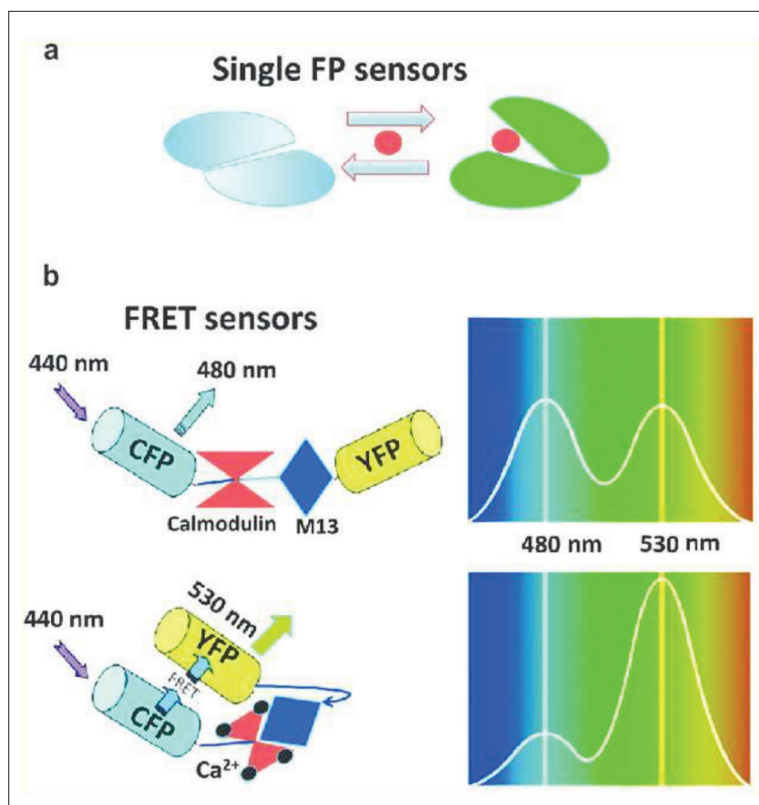 a
Single FP sensors
b
FRET sensors
440 nm
480 nm
CFP
YFP
Calmodulin
M13
480 nm 530 nm
440 nm
530 nm
YFP
FRET
CFP
Ca²⁺